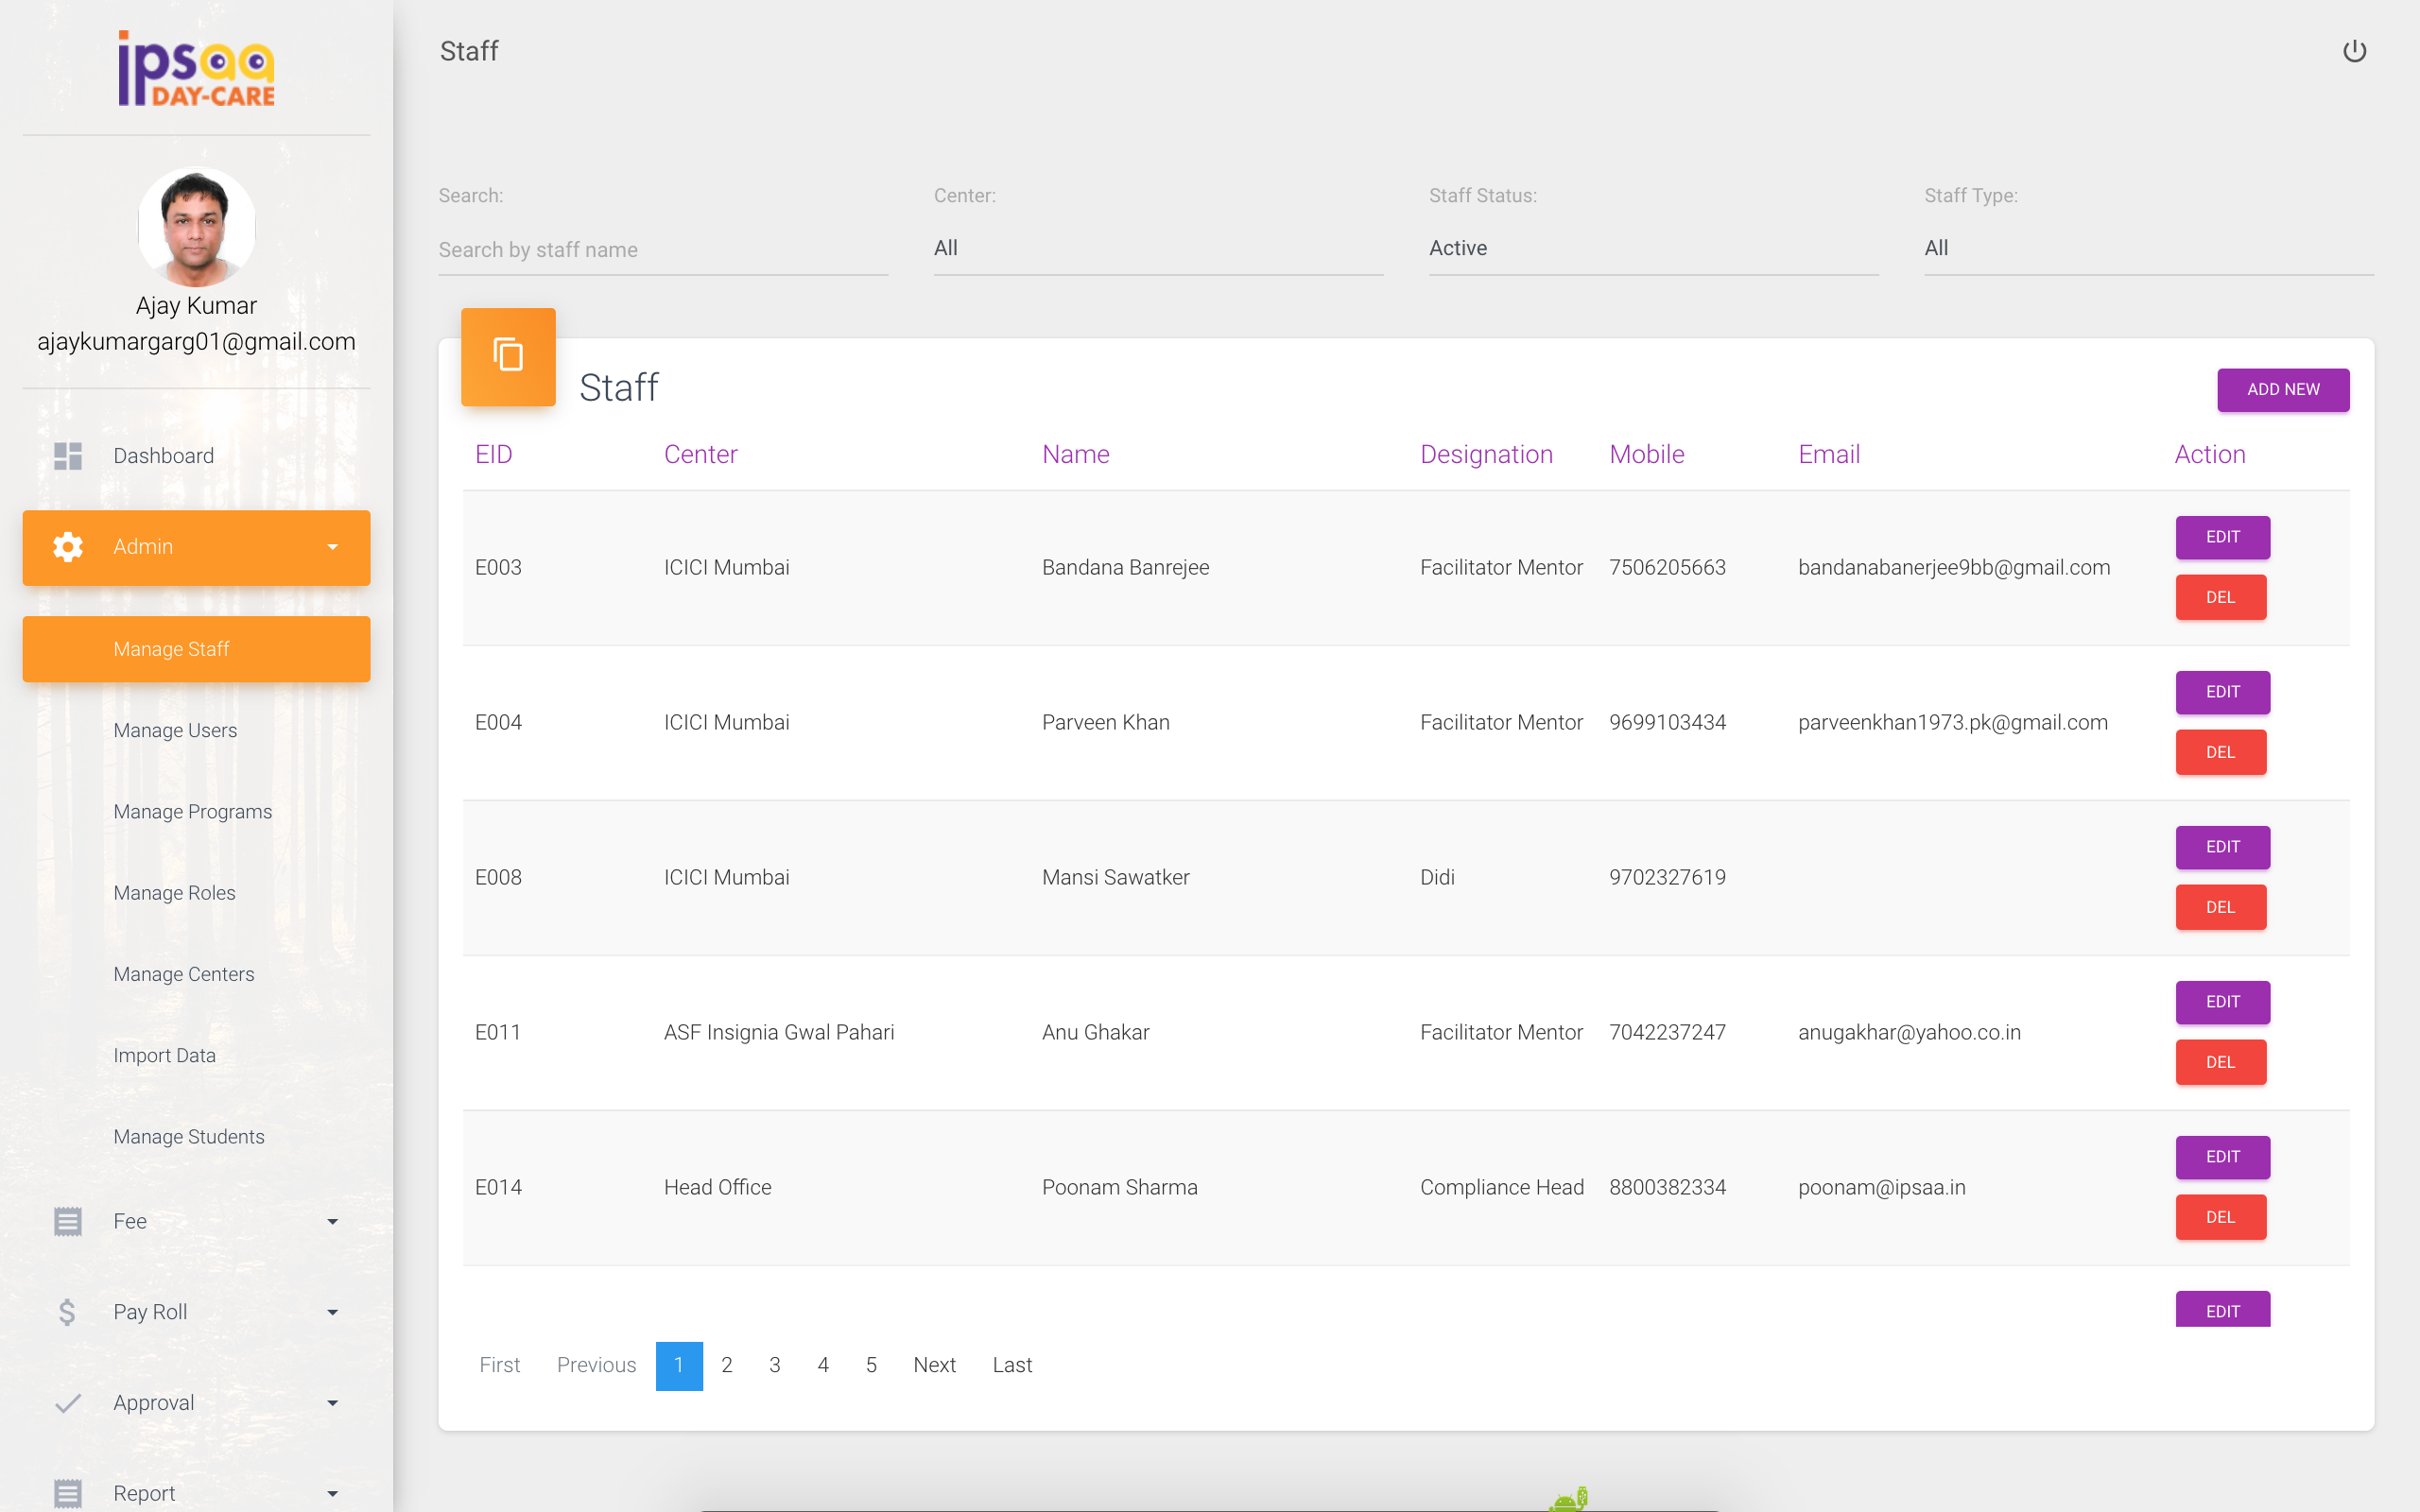 ipsaa
DAY-CARE
Ajay Kumar
ajaykumargarg01@gmail.com
Dashboard
Admin
Manage Staff
Manage Users
Manage Programs
Manage Roles
Manage Centers
Import Data
Manage Students
Fee
Pay Roll
Approval
Report
Staff
Search: Center: Staff Status: Staff Type:
Search by staff name All Active All
Staff ADD NEW
EID Center Name Designation Mobile Email Action
E003 ICICI Mumbai Bandana Banrejee Facilitator Mentor 7506205663 bandanabanerjee9bb@gmail.com EDIT
DEL
E004 ICICI Mumbai Parveen Khan Facilitator Mentor 9699103434 parveenkhan1973.pk@gmail.com EDIT
DEL
E008 ICICI Mumbai Mansi Sawatker Didi 9702327619 EDIT
DEL
E011 ASF Insignia Gwal Pahari Anu Ghakar Facilitator Mentor 7042237247 anugakhar@yahoo.co.in EDIT
DEL
E014 Head Office Poonam Sharma Compliance Head 8800382334 poonam@ipsaa.in EDIT
DEL
EDIT
First Previous 1 2 3 4 5 Next Last